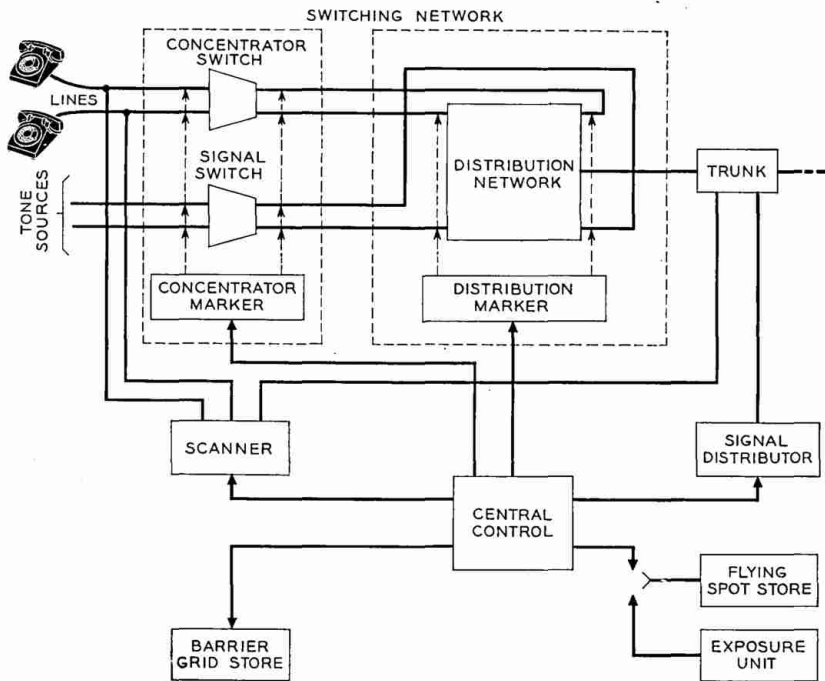 SWITCHING NETWORK
CONCENTRATOR
SWITCH
LINES
SIGNAL
SWITCH
DISTRIBUTION
NETWORK
TRUNK
TONE
SOURCES
CONCENTRATOR
MARKER
DISTRIBUTION
MARKER
SCANNER
SIGNAL
DISTRIBUTOR
CENTRAL
CONTROL
FLYING
SPOT STORE
BARRIER
GRID STORE
EXPOSURE
UNIT